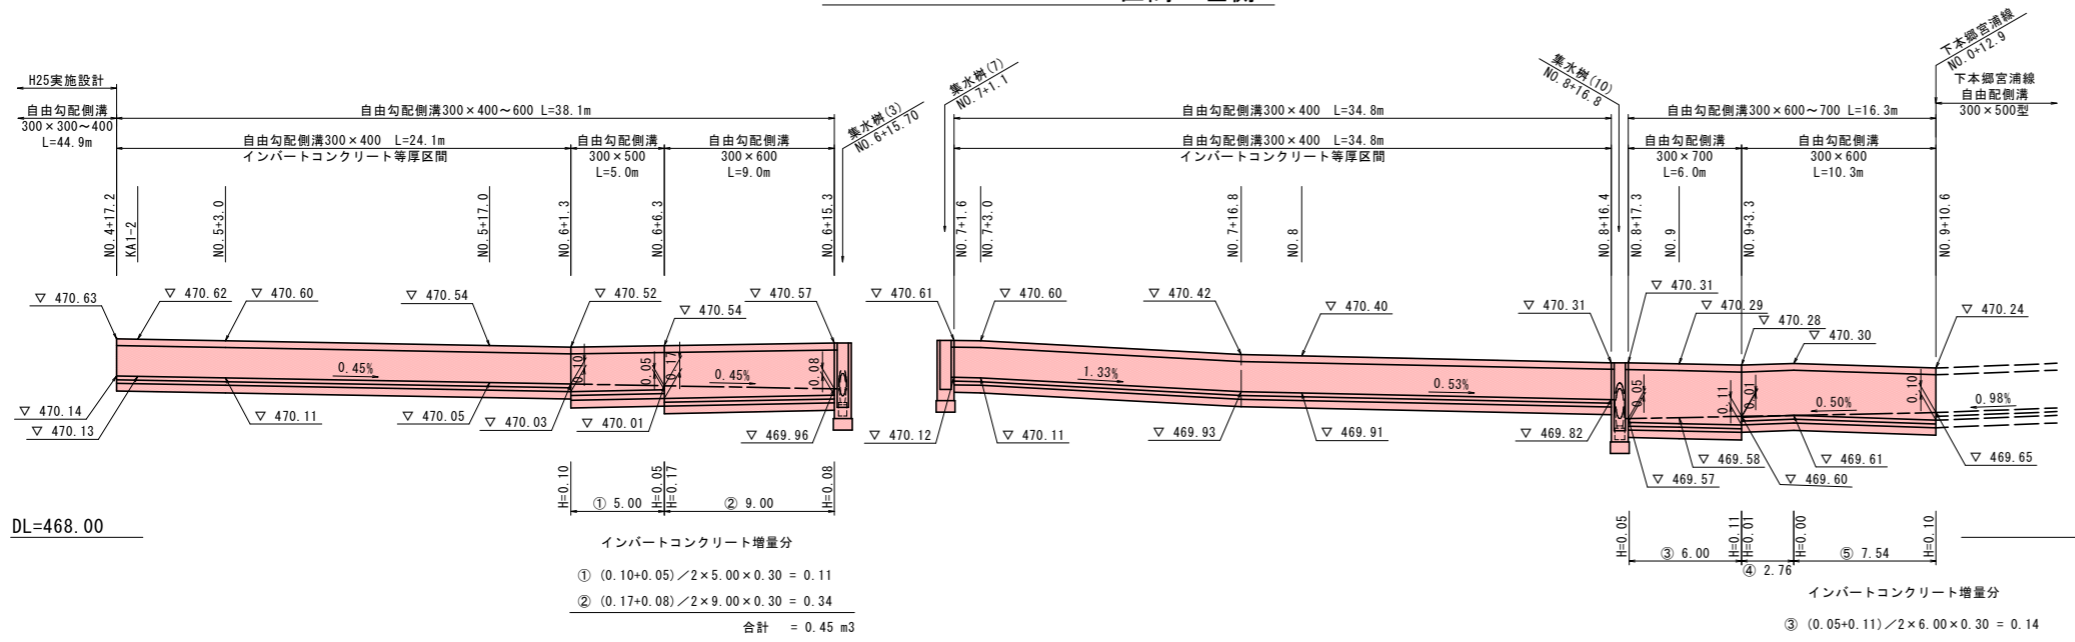 H25実施設計
自由勾配側溝
300×300～400
L=44.9m
自由勾配側溝300×400～600 L=38.1m
自由勾配側溝300×400 L=24.1m
インバートコンクリート等厚区間
自由勾配側溝
300×500
L=5.0m
自由勾配側溝
300×600
L=9.0m
集水桝(3)
NO.6+15.70
集水桝(7)
NO.7+1.1
自由勾配側溝300×400 L=34.8m
自由勾配側溝300×400 L=34.8m
インバートコンクリート等厚区間
集水桝(10)
NO.8+16.8
自由勾配側溝300×600～700 L=16.3m
自由勾配側溝
300×700
L=6.0m
自由勾配側溝
300×600
L=10.3m
下本郷宮浦線
NO.0+12.9
下本郷宮浦線
自由配側溝
300×500型
NO.4+17.2
KA1-2
NO.5+3.0
NO.5+17.0
NO.6+1.3
NO.6+6.3
NO.6+15.3
NO.7+1.6
NO.7+3.0
NO.7+16.8
NO.8
NO.8+16.4
NO.8+17.3
NO.9
NO.9+3.3
NO.9+10.6
▽ 470.63
▽ 470.62
▽ 470.60
▽ 470.54
▽ 470.52
▽ 470.54
▽ 470.57
▽ 470.61
▽ 470.60
▽ 470.42
▽ 470.40
▽ 470.31
▽ 470.31
▽ 470.29
▽ 470.28
▽ 470.30
▽ 470.24
0.45%
0.10
0.05
0.17
0.45%
0.08
1.33%
0.53%
0.05
0.11
0.01
0.50%
0.10
0.98%
▽ 470.14
▽ 470.13
▽ 470.11
▽ 470.05
▽ 470.03
▽ 470.01
▽ 469.96
▽ 470.12
▽ 470.11
▽ 469.93
▽ 469.91
▽ 469.82
▽ 469.57
▽ 469.58
▽ 469.60
▽ 469.61
▽ 469.65
H=0.10
① 5.00
H=0.05
H=0.17
② 9.00
H=0.08
H=0.05
③ 6.00
H=0.11
H=0.01
④ 2.76
H=0.00
⑤ 7.54
H=0.10
DL=468.00
インバートコンクリート増量分
① (0.10+0.05)／2×5.00×0.30 = 0.11
② (0.17+0.08)／2×9.00×0.30 = 0.34
合計 = 0.45 m3
インバートコンクリート増量分
③ (0.05+0.11)／2×6.00×0.30 = 0.14